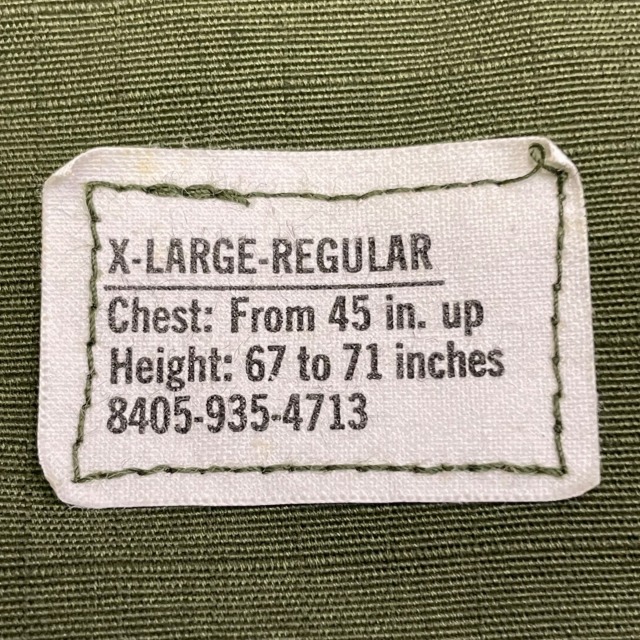 X-LARGE-REGULAR
Chest: From 45 in. up
Height: 67 to 71 inches
8405-935-4713